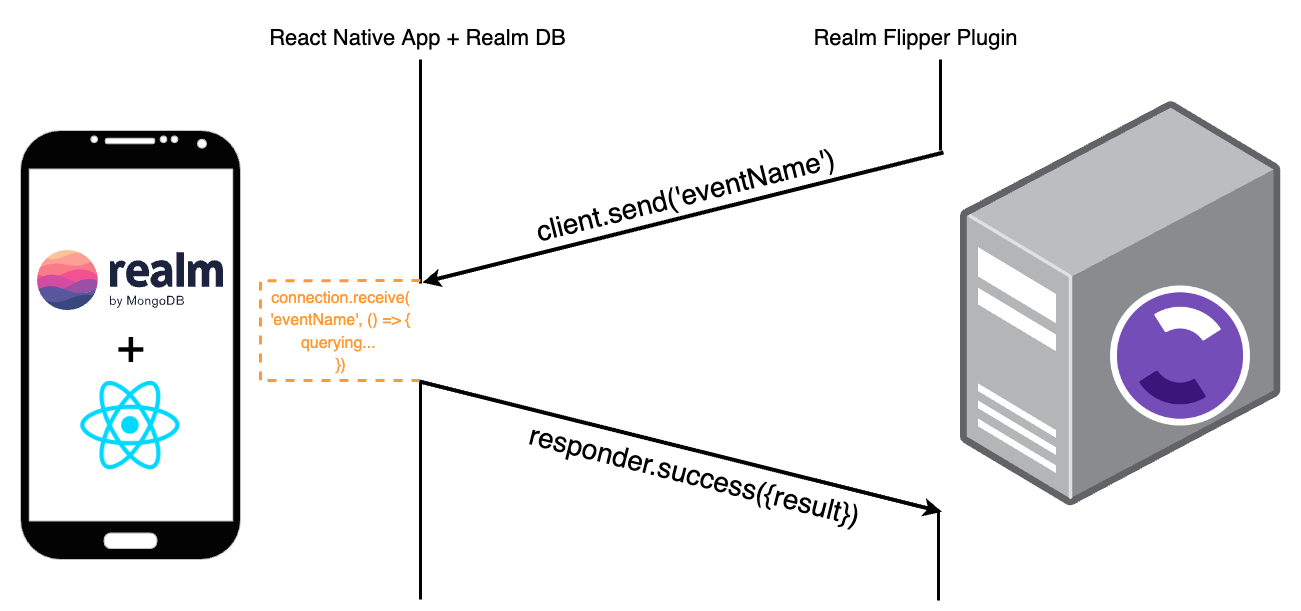 React Native App + Realm DB
Realm Flipper Plugin
client.send('eventName')
realm
by MongoDB
+
connection.receive(
'eventName', () => {
querying...
})
responder.success({result})